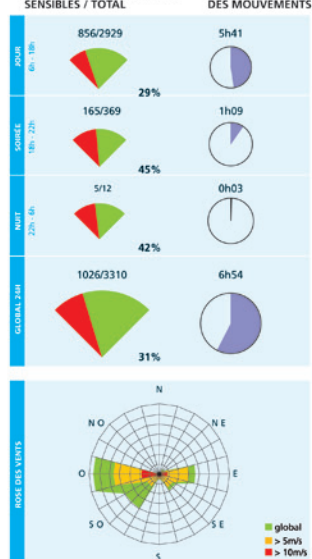 SENSIBLES / TOTAL
DES MOUVEMENTS
JOUR
6h - 18h
856/2929
5h41
29%
SOIRÉE
18h - 22h
165/369
1h09
45%
NUIT
22h - 6h
5/12
0h03
42%
GLOBAL 24H
1026/3310
6h54
31%
ROSE DES VENTS
N
NO
NE
O
E
SO
SE
S
global
> 5m/s
> 10m/s